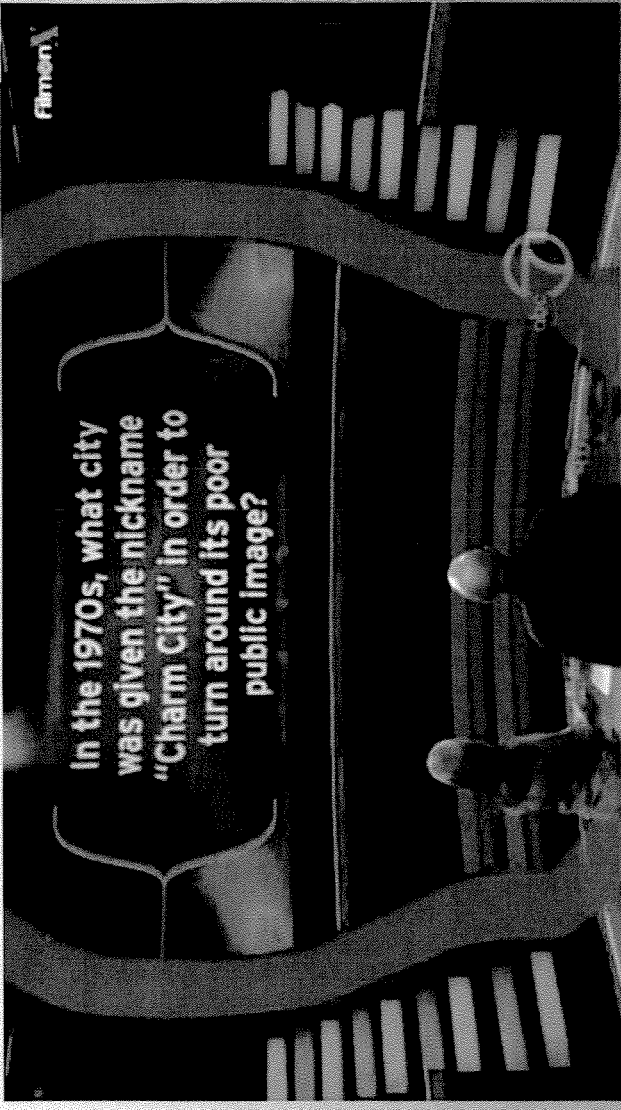 FilmonX
In the 1970s, what city
was given the nickname
“Charm City” in order to
turn around its poor
public image?